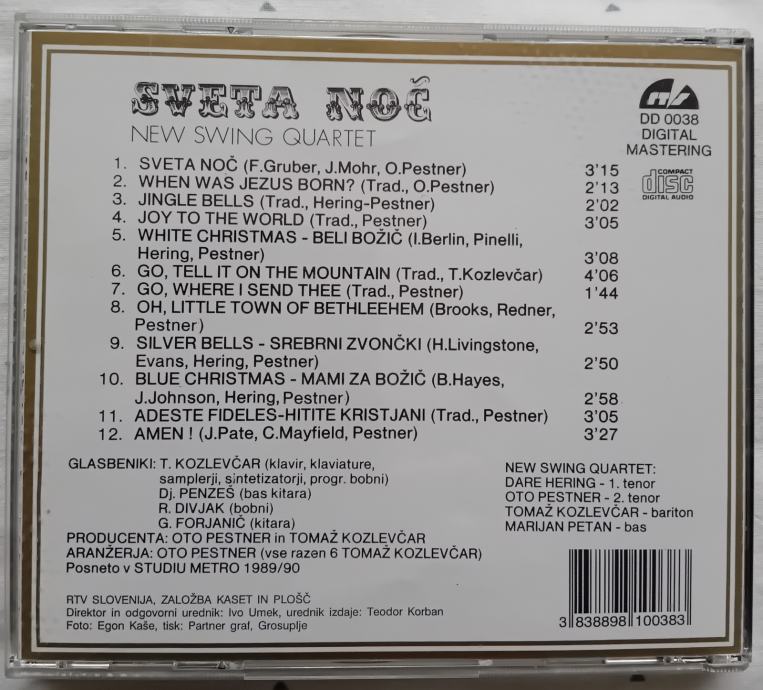 SVETA NOČ
NEW SWING QUARTET
RTS
DD 0038
DIGITAL
MASTERING
COMPACT
disc
DIGITAL AUDIO
1. SVETA NOČ (F.Gruber, J.Mohr, O.Pestner) 3'15
2. WHEN WAS JEZUS BORN? (Trad., O.Pestner) 2'13
3. JINGLE BELLS (Trad., Hering-Pestner) 2'02
4. JOY TO THE WORLD (Trad., Pestner) 3'05
5. WHITE CHRISTMAS - BELI BOŽIČ (I.Berlin, Pinelli,
Hering, Pestner) 3'08
6. GO, TELL IT ON THE MOUNTAIN (Trad., T.Kozlevčar) 4'06
7. GO, WHERE I SEND THEE (Trad., Pestner) 1'44
8. OH, LITTLE TOWN OF BETHLEEHEM (Brooks, Redner,
Pestner) 2'53
9. SILVER BELLS - SREBRNI ZVONČKI (H.Livingstone,
Evans, Hering, Pestner) 2'50
10. BLUE CHRISTMAS - MAMI ZA BOŽIČ (B.Hayes,
J.Johnson, Hering, Pestner) 2'58
11. ADESTE FIDELES-HITITE KRISTJANI (Trad., Pestner) 3'05
12. AMEN ! (J.Pate, C.Mayfield, Pestner) 3'27
GLASBENIKI: T. KOZLEVČAR (klavir, klaviature,
samplerji, sintetizatorji, progr. bobni)
Dj. PENZEŠ (bas kitara)
R. DIVJAK (bobni)
G. FORJANIČ (kitara)
PRODUCENTA: OTO PESTNER in TOMAŽ KOZLEVČAR
ARANŽERJA: OTO PESTNER (vse razen 6 TOMAŽ KOZLEVČAR)
Posneto v STUDIU METRO 1989/90
NEW SWING QUARTET:
DARE HERING - 1. tenor
OTO PESTNER - 2. tenor
TOMAŽ KOZLEVČAR - bariton
MARIJAN PETAN - bas
RTV SLOVENIJA, ZALOŽBA KASET IN PLOŠČ
Direktor in odgovorni urednik: Ivo Umek, urednik izdaje: Teodor Korban
Foto: Egon Kaše, tisk: Partner graf, Grosuplje
3 838898 100383